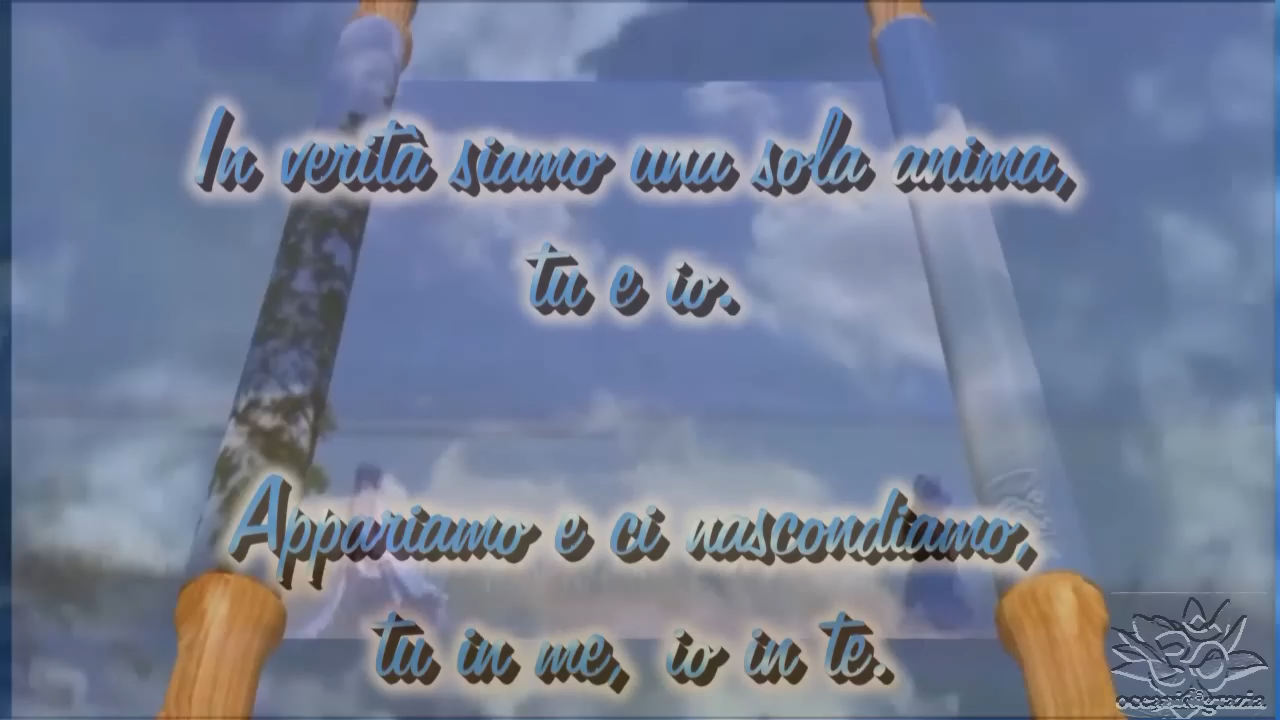 In verità siamo una sola anima,
tu e io.
Appariamo e ci nascondiamo,
tu in me, io in te.